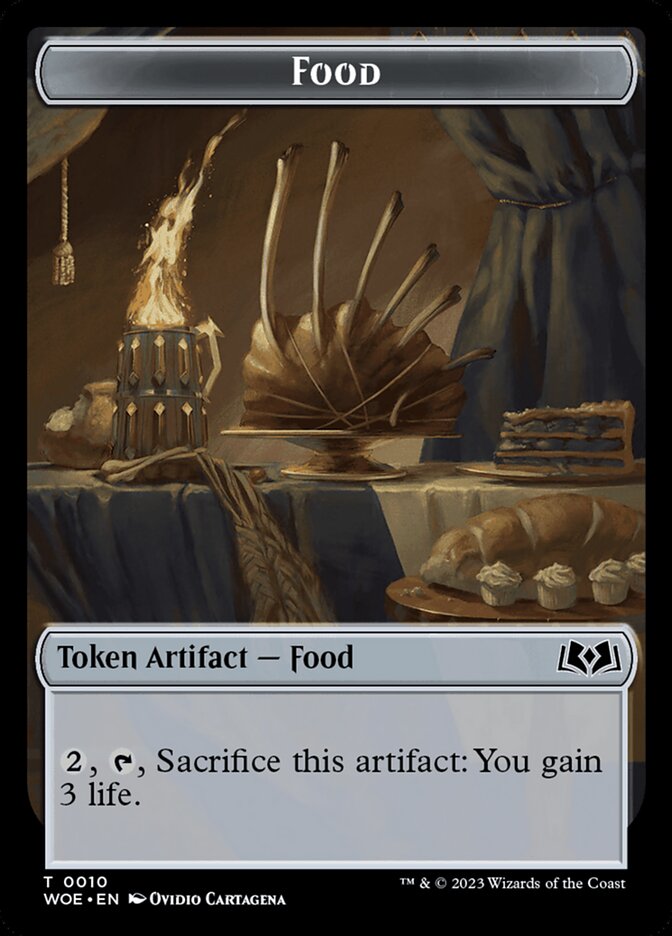 Food
Token Artifact — Food
2, T, Sacrifice this artifact: You gain
3 life.
T 0010
WOE • EN Ovidio Cartagena
™ & © 2023 Wizards of the Coast